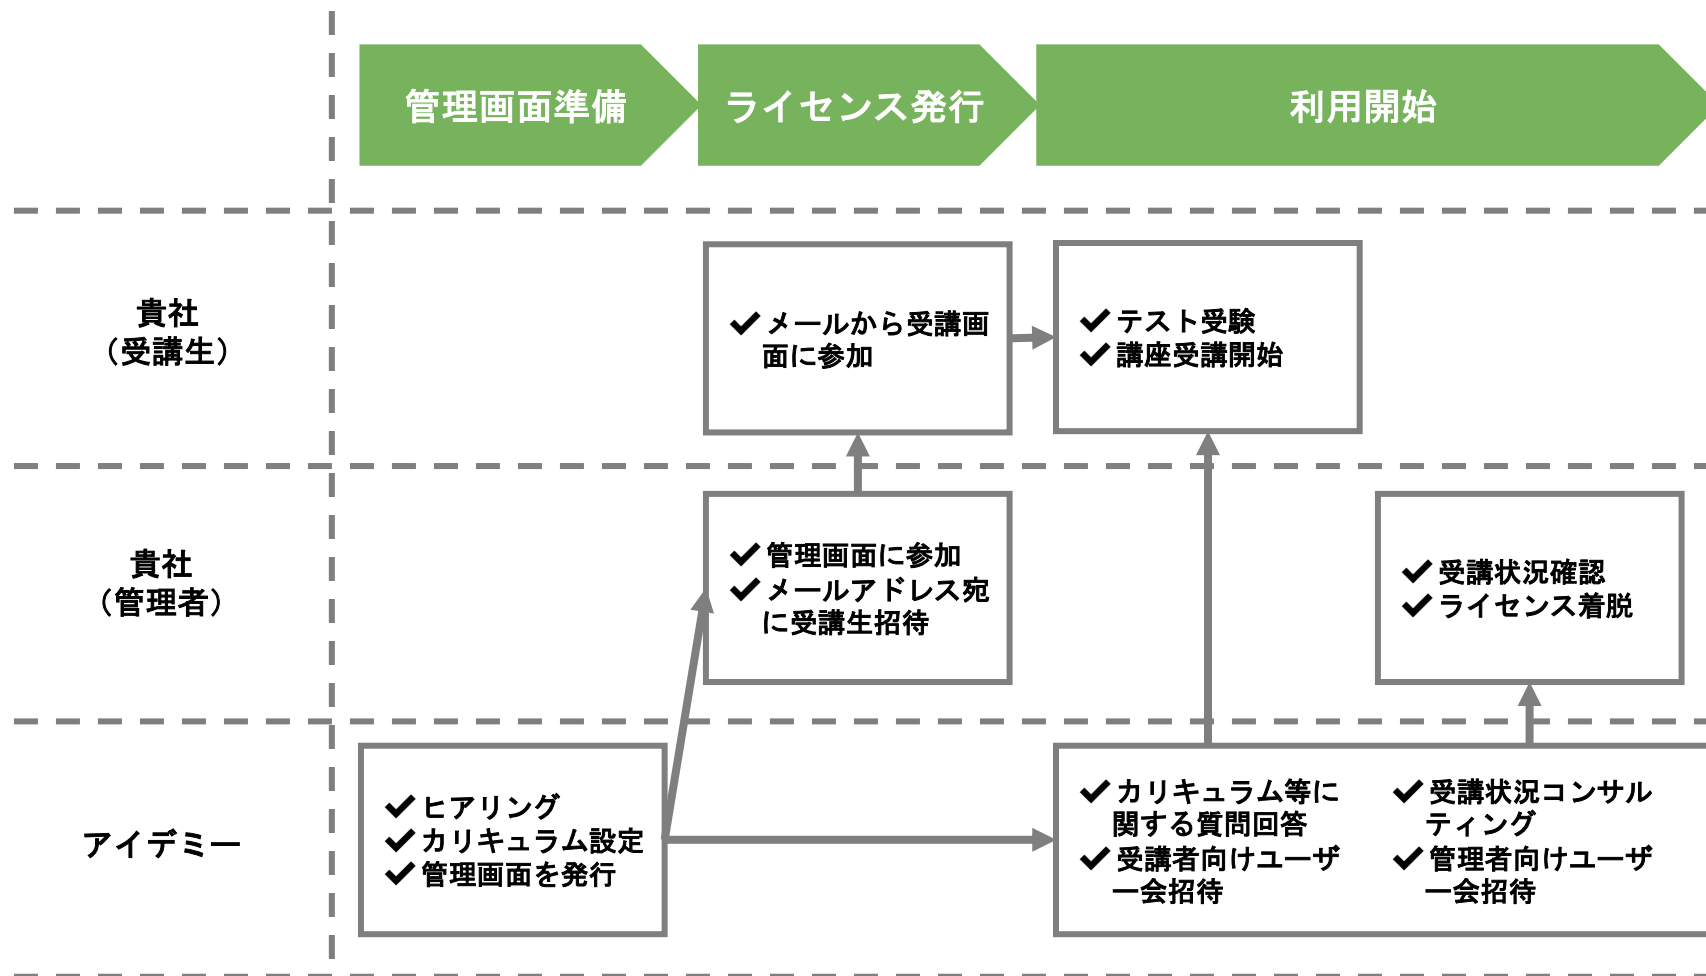 管理画面準備
ライセンス発行
利用開始
貴社
（受講生）
メールから受講画
面に参加
テスト受験
講座受講開始
貴社
（管理者）
管理画面に参加
メールアドレス宛
に受講生招待
受講状況確認
ライセンス着脱
アイデミー
ヒアリング
カリキュラム設定
管理画面を発行
カリキュラム等に
関する質問回答
受講者向けユーザ
ー会招待
受講状況コンサル
ティング
管理者向けユーザ
ー会招待